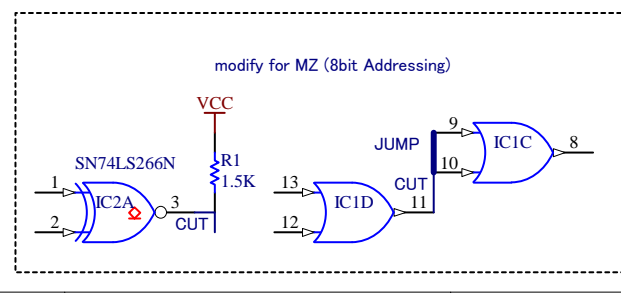 modify for MZ (8bit Addressing)
VCC
9
IC1C
8
JUMP
10
SN74LS266N
R1
1.5K
CUT
1
IC2A
3
13
IC1D
11
2
CUT
12